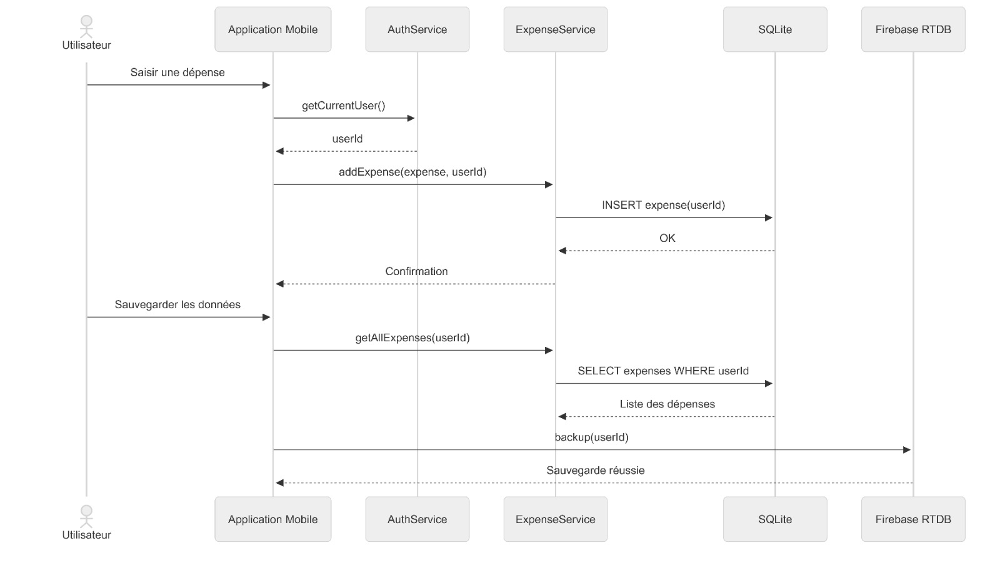 Utilisateur
Application Mobile
AuthService
ExpenseService
SQLite
Firebase RTDB
Saisir une dépense
getCurrentUser()
userId
addExpense(expense, userId)
INSERT expense(userId)
OK
Confirmation
Sauvegarder les données
getAllExpenses(userId)
SELECT expenses WHERE userId
Liste des dépenses
backup(userId)
Sauvegarde réussie
Utilisateur
Application Mobile
AuthService
ExpenseService
SQLite
Firebase RTDB